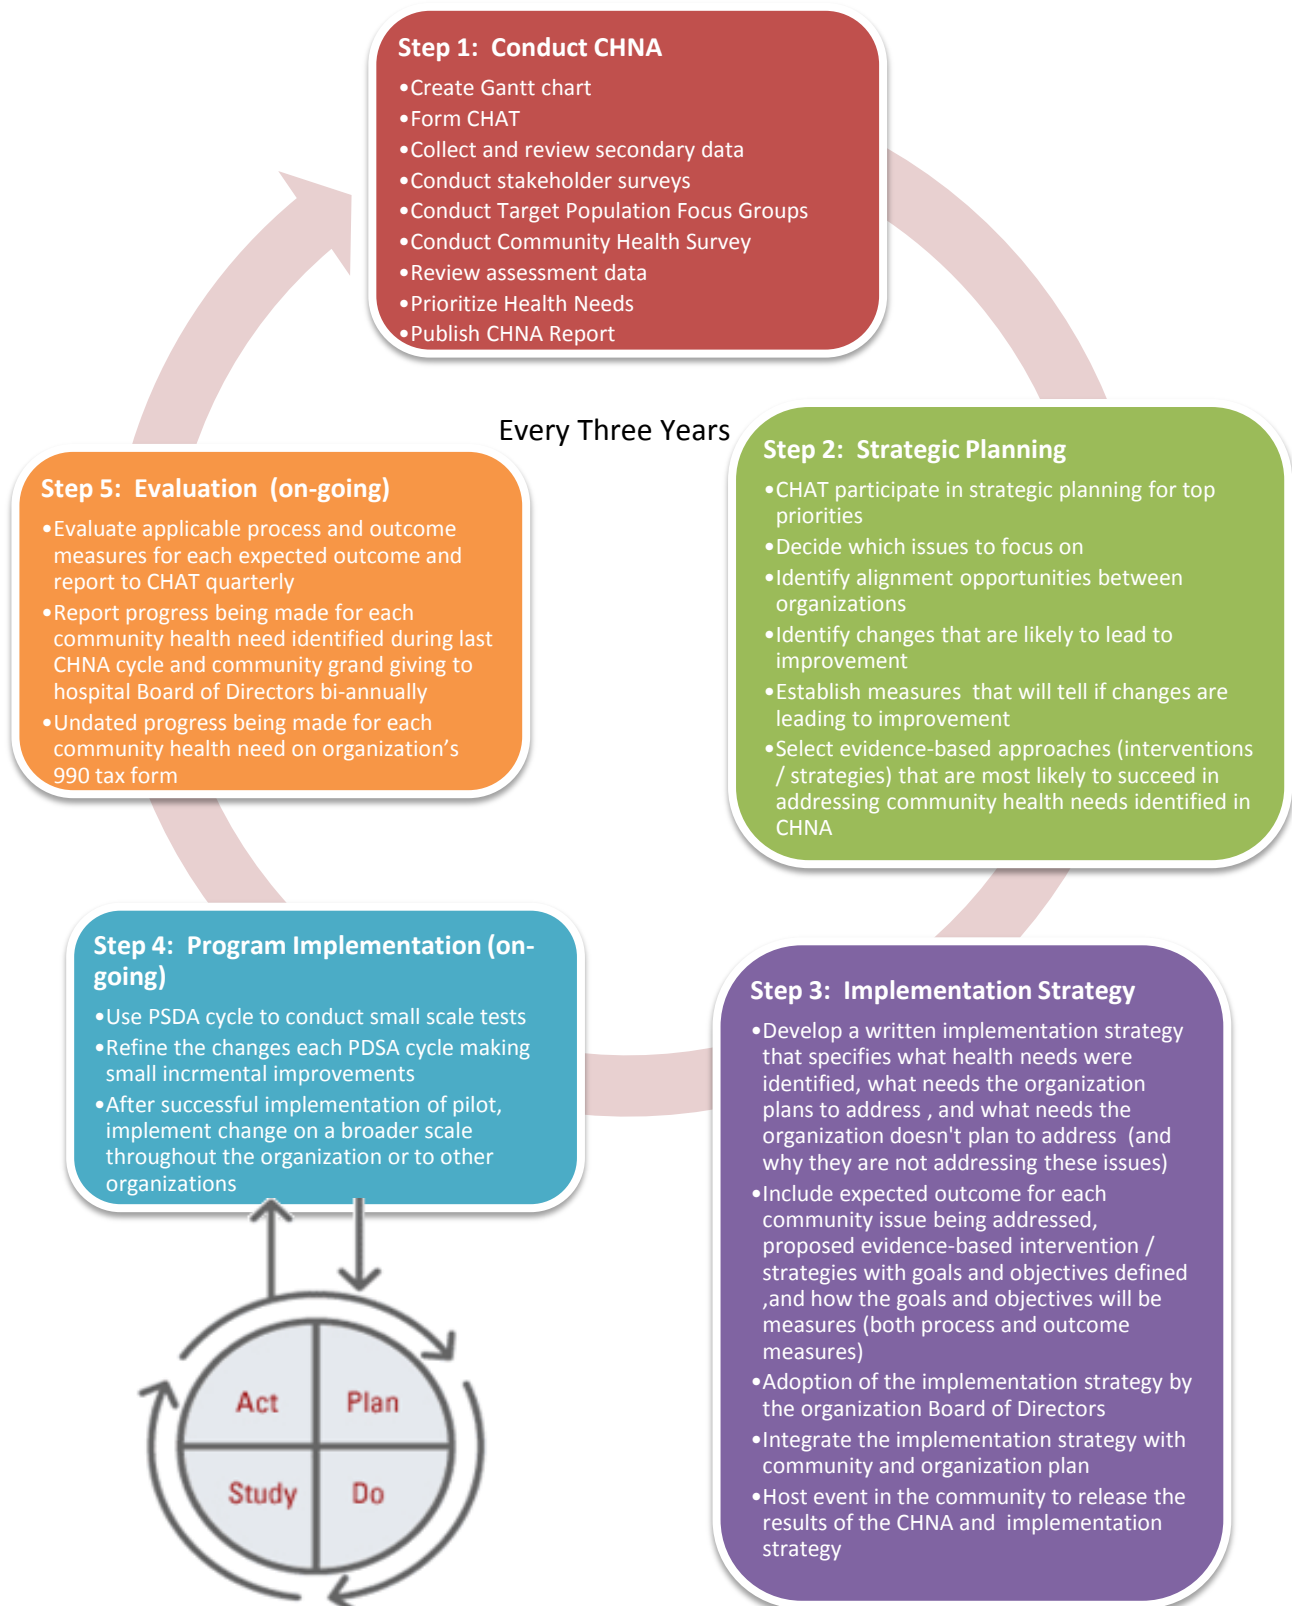 Step 1:  Conduct CHNA
•Create Gantt chart
•Form CHAT
•Collect and review secondary data
•Conduct stakeholder surveys
•Conduct Target Population Focus Groups
•Conduct Community Health Survey
•Review assessment data
•Prioritize Health Needs
•Publish CHNA Report
Every Three Years
Step 2:  Strategic Planning
•CHAT participate in strategic planning for top
priorities
•Decide which issues to focus on
•Identify alignment opportunities between
organizations
•Identify changes that are likely to lead to
improvement
•Establish measures  that will tell if changes are
leading to improvement
•Select evidence-based approaches (interventions
/ strategies) that are most likely to succeed in
addressing community health needs identified in
CHNA
Step 3:  Implementation Strategy
•Develop a written implementation strategy
that specifies what health needs were
identified, what needs the organization
plans to address , and what needs the
organization doesn't plan to address  (and
why they are not addressing these issues)
•Include expected outcome for each
community issue being addressed,
proposed evidence-based intervention /
strategies with goals and objectives defined
,and how the goals and objectives will be
measures (both process and outcome
measures)
•Adoption of the implementation strategy by
the organization Board of Directors
•Integrate the implementation strategy with
community and organization plan
•Host event in the community to release the
results of the CHNA and  implementation
strategy
Step 4:  Program Implementation (on-
going)
•Use PSDA cycle to conduct small scale tests
•Refine the changes each PDSA cycle making
small incrmental improvements
•After successful implementation of pilot,
implement change on a broader scale
throughout the organization or to other
organizations
Act
Plan
Study
Do
Step 5:  Evaluation  (on-going)
•Evaluate applicable process and outcome
measures for each expected outcome and
report to CHAT quarterly
•Report progress being made for each
community health need identified during last
CHNA cycle and community grand giving to
hospital Board of Directors bi-annually
•Undated progress being made for each
community health need on organization’s
990 tax form